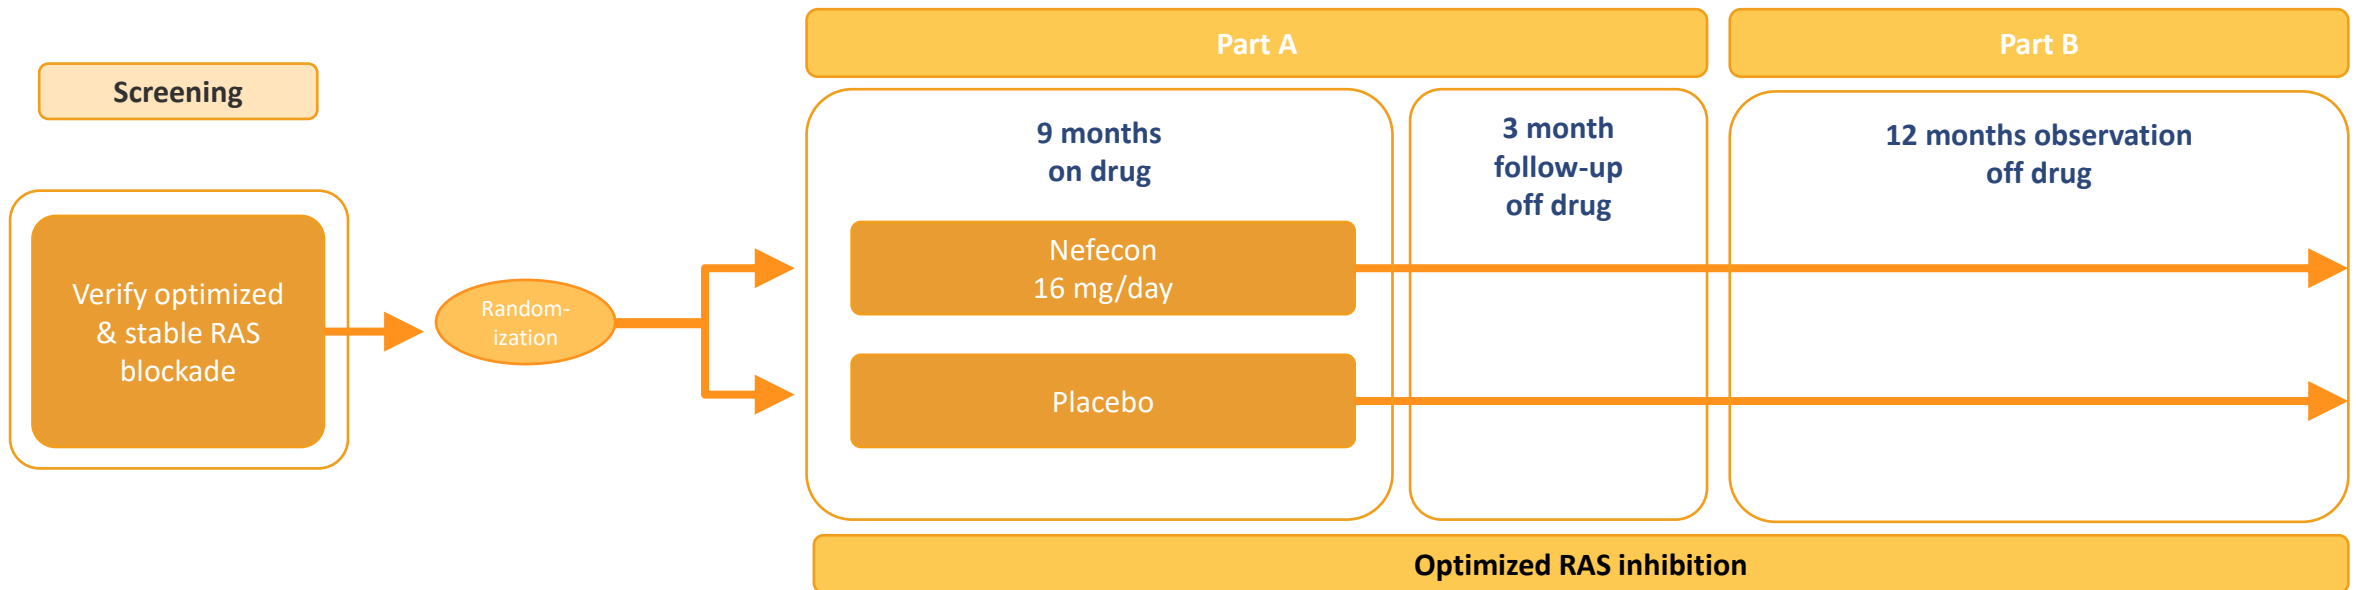 Part A
Part B
Screening
9 months
on drug
3 month
follow-up
off drug
12 months observation
off drug
Verify optimized
& stable RAS
blockade
Random-
ization
Nefecon
16 mg/day
Placebo
Optimized RAS inhibition